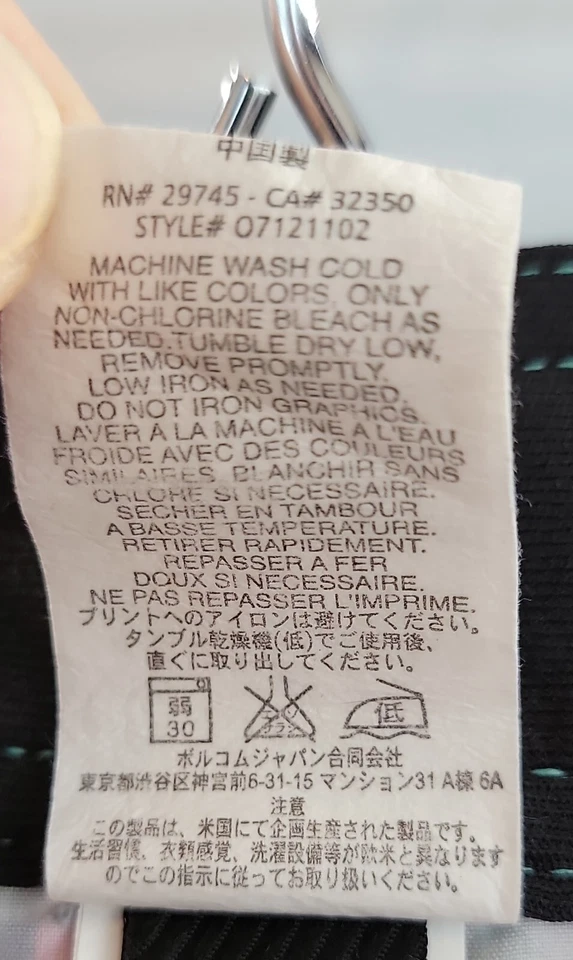 中国製
RN# 29745 - CA# 32350
STYLE# O7121102
MACHINE WASH COLD
WITH LIKE COLORS, ONLY
NON-CHLORINE BLEACH AS
NEEDED.TUMBLE DRY LOW,
REMOVE PROMPTLY.
LOW IRON AS NEEDED.
DO NOT IRON GRAPHICS.
LAVER A LA MACHINE A L'EAU
FROIDE AVEC DES COULEURS
SIMILAIRES. BLANCHIR SANS
CHLORE SI NECESSAIRE.
SECHER EN TAMBOUR
A BASSE TEMPERATURE.
RETIRER RAPIDEMENT.
REPASSER A FER
DOUX SI NECESSAIRE.
NE PAS REPASSER L'IMPRIME.
プリントへのアイロンは避けてください。
タンブル乾燥機(低)でご使用後、
直ぐに取り出してください。
弱 低
30
ボルコムジャパン合同会社
東京都渋谷区神宮前6-31-15 マンション31 A棟 6A
注意
この製品は、米国にて企画生産された製品です。
生活習慣、衣類感覚、洗濯設備等が欧米と異なります
のでこの指示に従ってお取り扱いください。